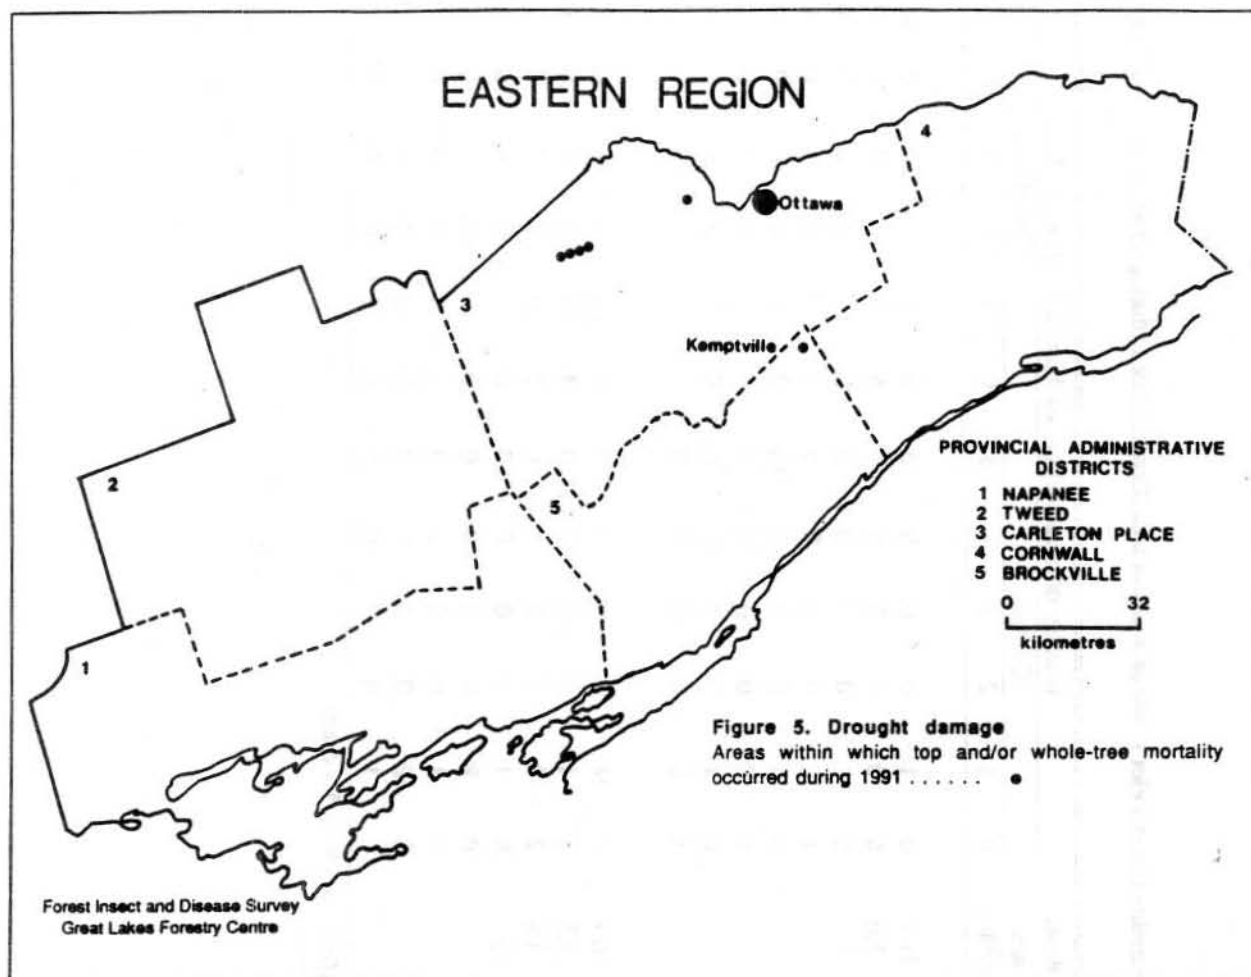 EASTERN REGION
4
3
Ottawa
3
Kemptville
2
5
1
PROVINCIAL ADMINISTRATIVE
DISTRICTS
1 NAPANEE
2 TWEED
3 CARLETON PLACE
4 CORNWALL
5 BROCKVILLE
0 32
kilometres
Figure 5. Drought damage
Areas within which top and/or whole-tree mortality
occurred during 1991 . . . . . . ●
Forest Insect and Disease Survey
Great Lakes Forestry Centre